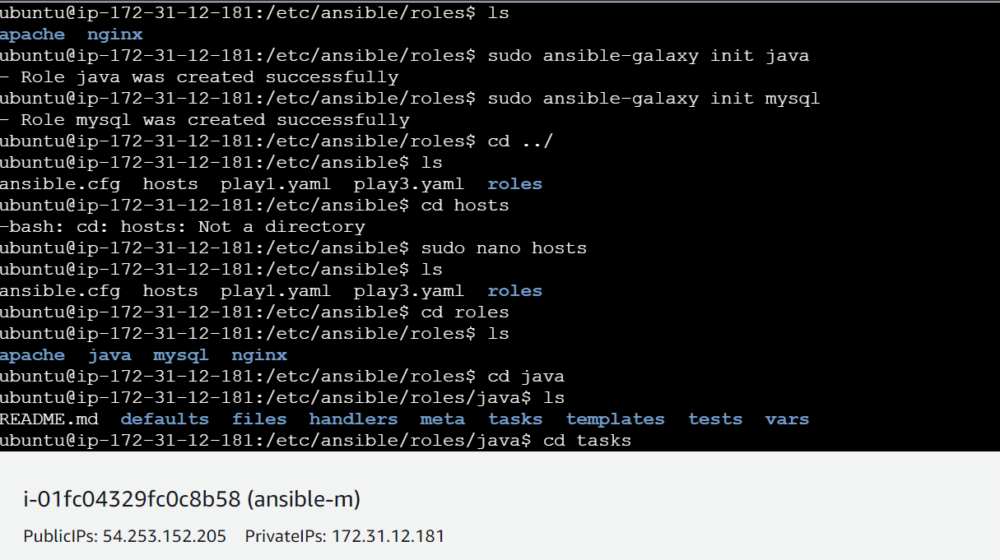 ubuntu@ip-172-31-12-181:/etc/ansible/roles$ ls
apache  nginx
ubuntu@ip-172-31-12-181:/etc/ansible/roles$ sudo ansible-galaxy init java
- Role java was created successfully
ubuntu@ip-172-31-12-181:/etc/ansible/roles$ sudo ansible-galaxy init mysql
- Role mysql was created successfully
ubuntu@ip-172-31-12-181:/etc/ansible/roles$ cd ../
ubuntu@ip-172-31-12-181:/etc/ansible$ ls
ansible.cfg  hosts  play1.yaml  play3.yaml  roles
ubuntu@ip-172-31-12-181:/etc/ansible$ cd hosts
-bash: cd: hosts: Not a directory
ubuntu@ip-172-31-12-181:/etc/ansible$ sudo nano hosts
ubuntu@ip-172-31-12-181:/etc/ansible$ ls
ansible.cfg  hosts  play1.yaml  play3.yaml  roles
ubuntu@ip-172-31-12-181:/etc/ansible$ cd roles
ubuntu@ip-172-31-12-181:/etc/ansible/roles$ ls
apache  java  mysql  nginx
ubuntu@ip-172-31-12-181:/etc/ansible/roles$ cd java
ubuntu@ip-172-31-12-181:/etc/ansible/roles/java$ ls
README.md  defaults  files  handlers  meta  tasks  templates  tests  vars
ubuntu@ip-172-31-12-181:/etc/ansible/roles/java$ cd tasks
i-01fc04329fc0c8b58 (ansible-m)
PublicIPs: 54.253.152.205    PrivateIPs: 172.31.12.181